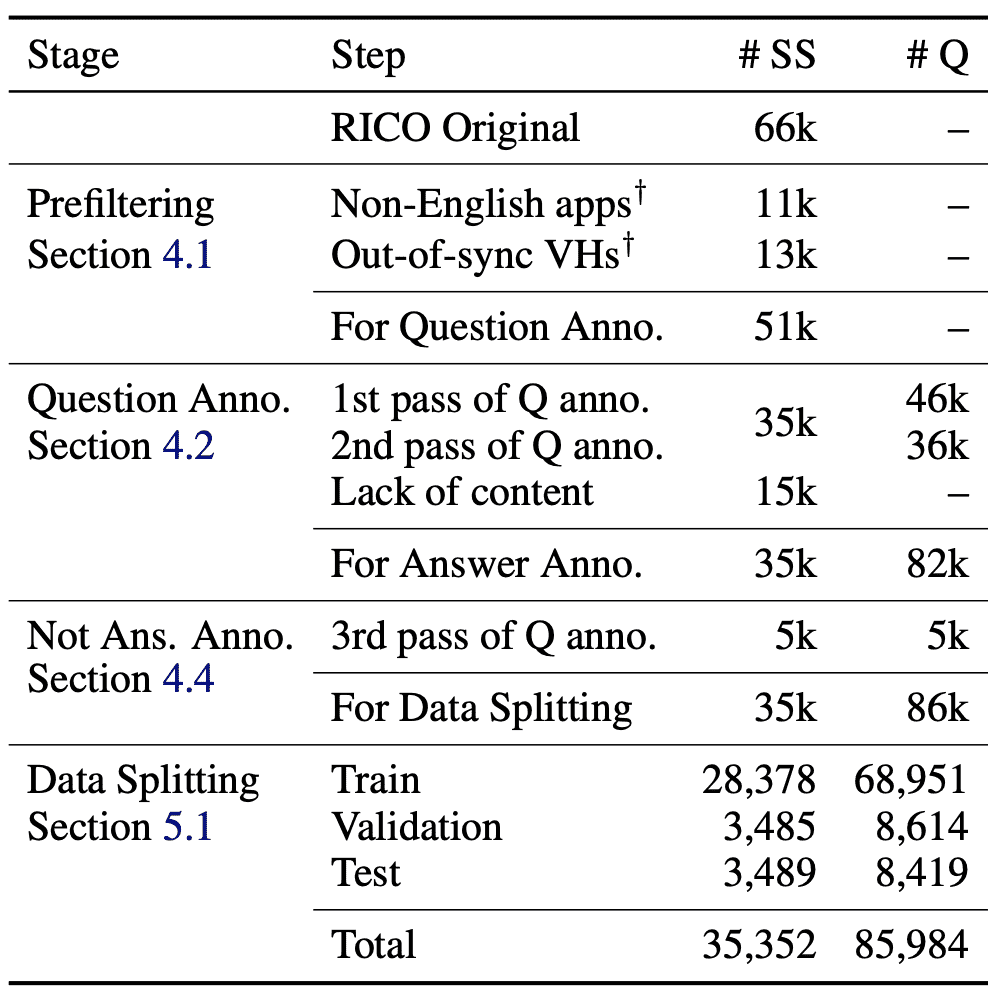 Stage Step # SS # Q
RICO Original 66k –
Prefiltering Non-English apps† 11k –
Section 4.1 Out-of-sync VHs† 13k –
For Question Anno. 51k –
Question Anno. 1st pass of Q anno. 35k 46k
Section 4.2 2nd pass of Q anno. 36k
Lack of content 15k –
For Answer Anno. 35k 82k
Not Ans. Anno. 3rd pass of Q anno. 5k 5k
Section 4.4
For Data Splitting 35k 86k
Data Splitting Train 28,378 68,951
Section 5.1 Validation 3,485 8,614
Test 3,489 8,419
Total 35,352 85,984